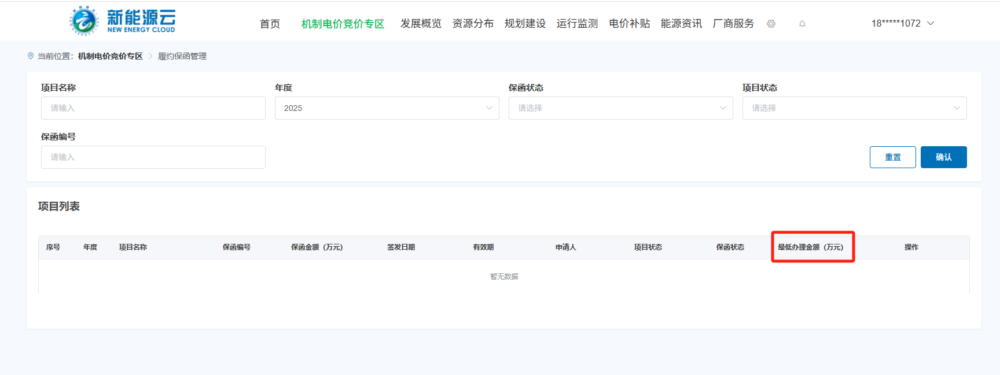 新能源云
NEW ENERGY CLOUD
首页 机制电价竞价专区 发展概览 资源分布 规划建设 运行监测 电价补贴 能源资讯 厂商服务 18*****1072
当前位置: 机制电价竞价专区 > 履约保函管理
项目名称 年度 保函状态 项目状态
请输入 2025 请选择 请选择
保函编号
请输入 重置 确认
项目列表
序号 年度 项目名称 保函编号 保函金额（万元） 签发日期 有效期 申请人 项目状态 保函状态 最低办理金额（万元） 操作
暂无数据